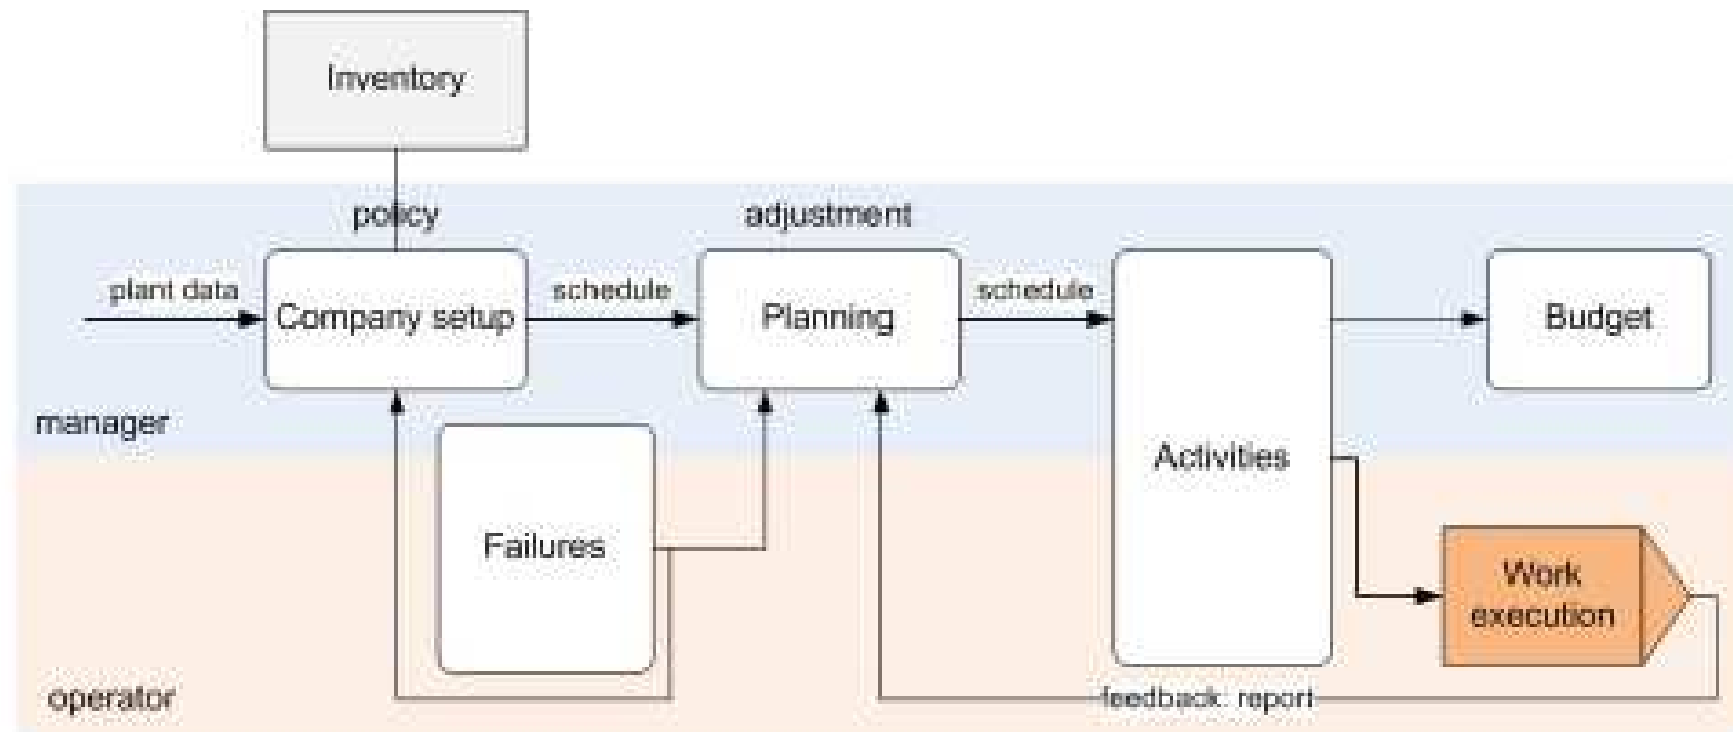 Inventory
policy
adjustment
plant data
schedule
schedule
Company setup
Planning
Budget
manager
Activities
Failures
Work
execution
operator
feedback: report